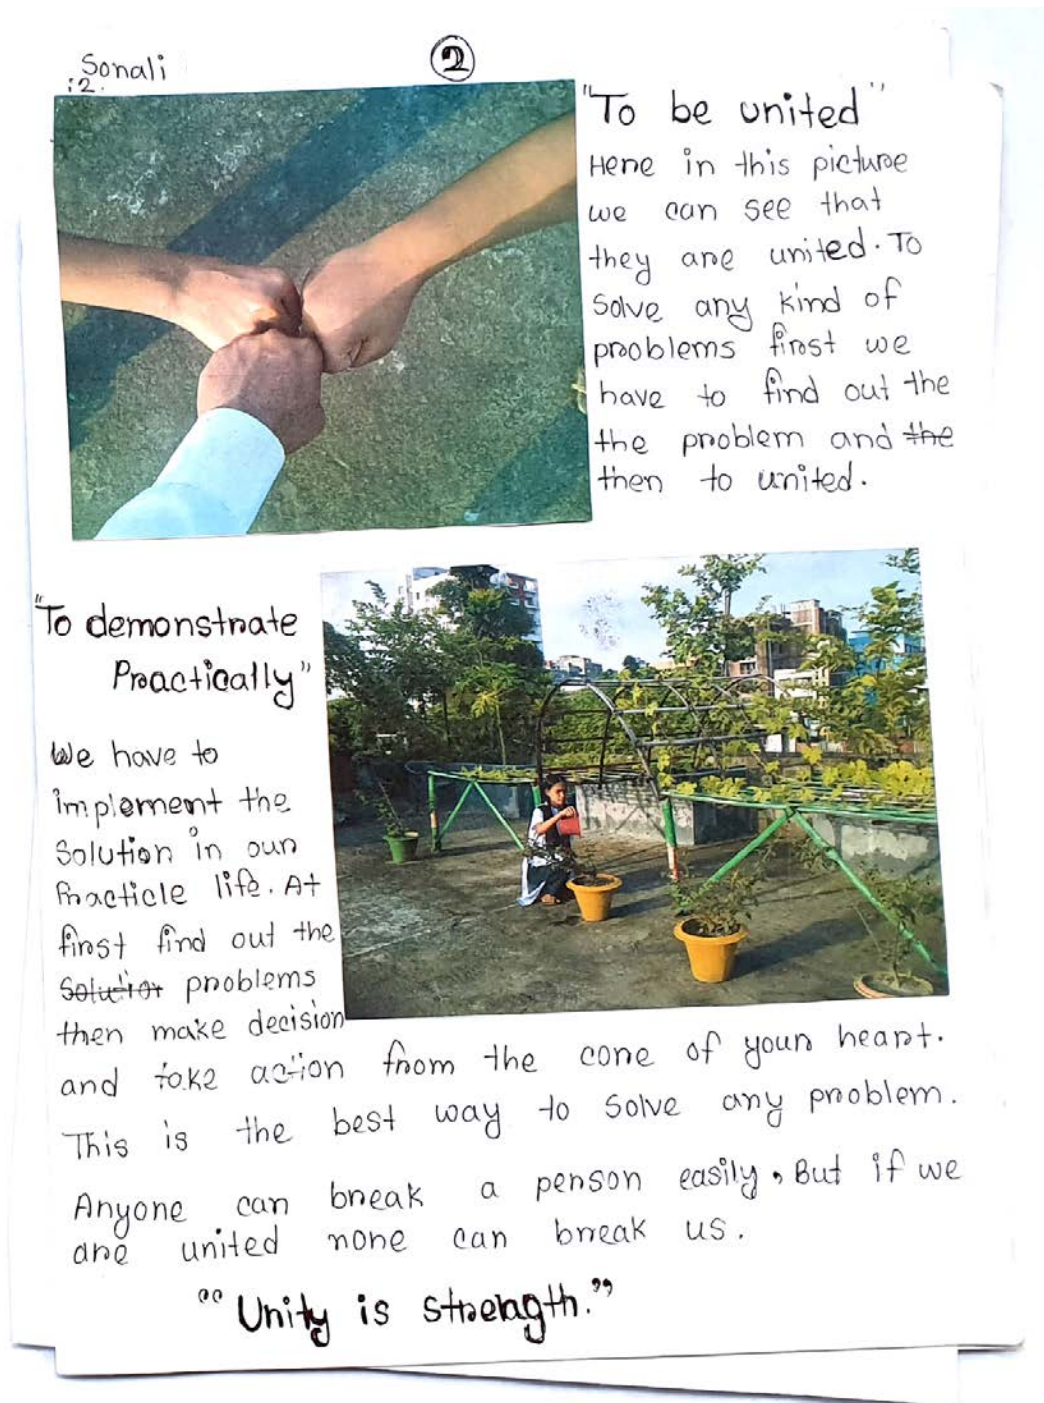 Sonali
12.
2
"To be united"
Here in this picture
we can see that
they are united. To
solve any kind of
problems first we
have to find out the
the problem and the
then to united.
"To demonstrate
Practically"
We have to
implement the
Solution in our
Practicle life. At
first find out the
Solution problems
then make decision
and take action from the core of your heart.
This is the best way to solve any problem.
Anyone can break a person easily, But if we
are united none can break us.
"Unity is strength."